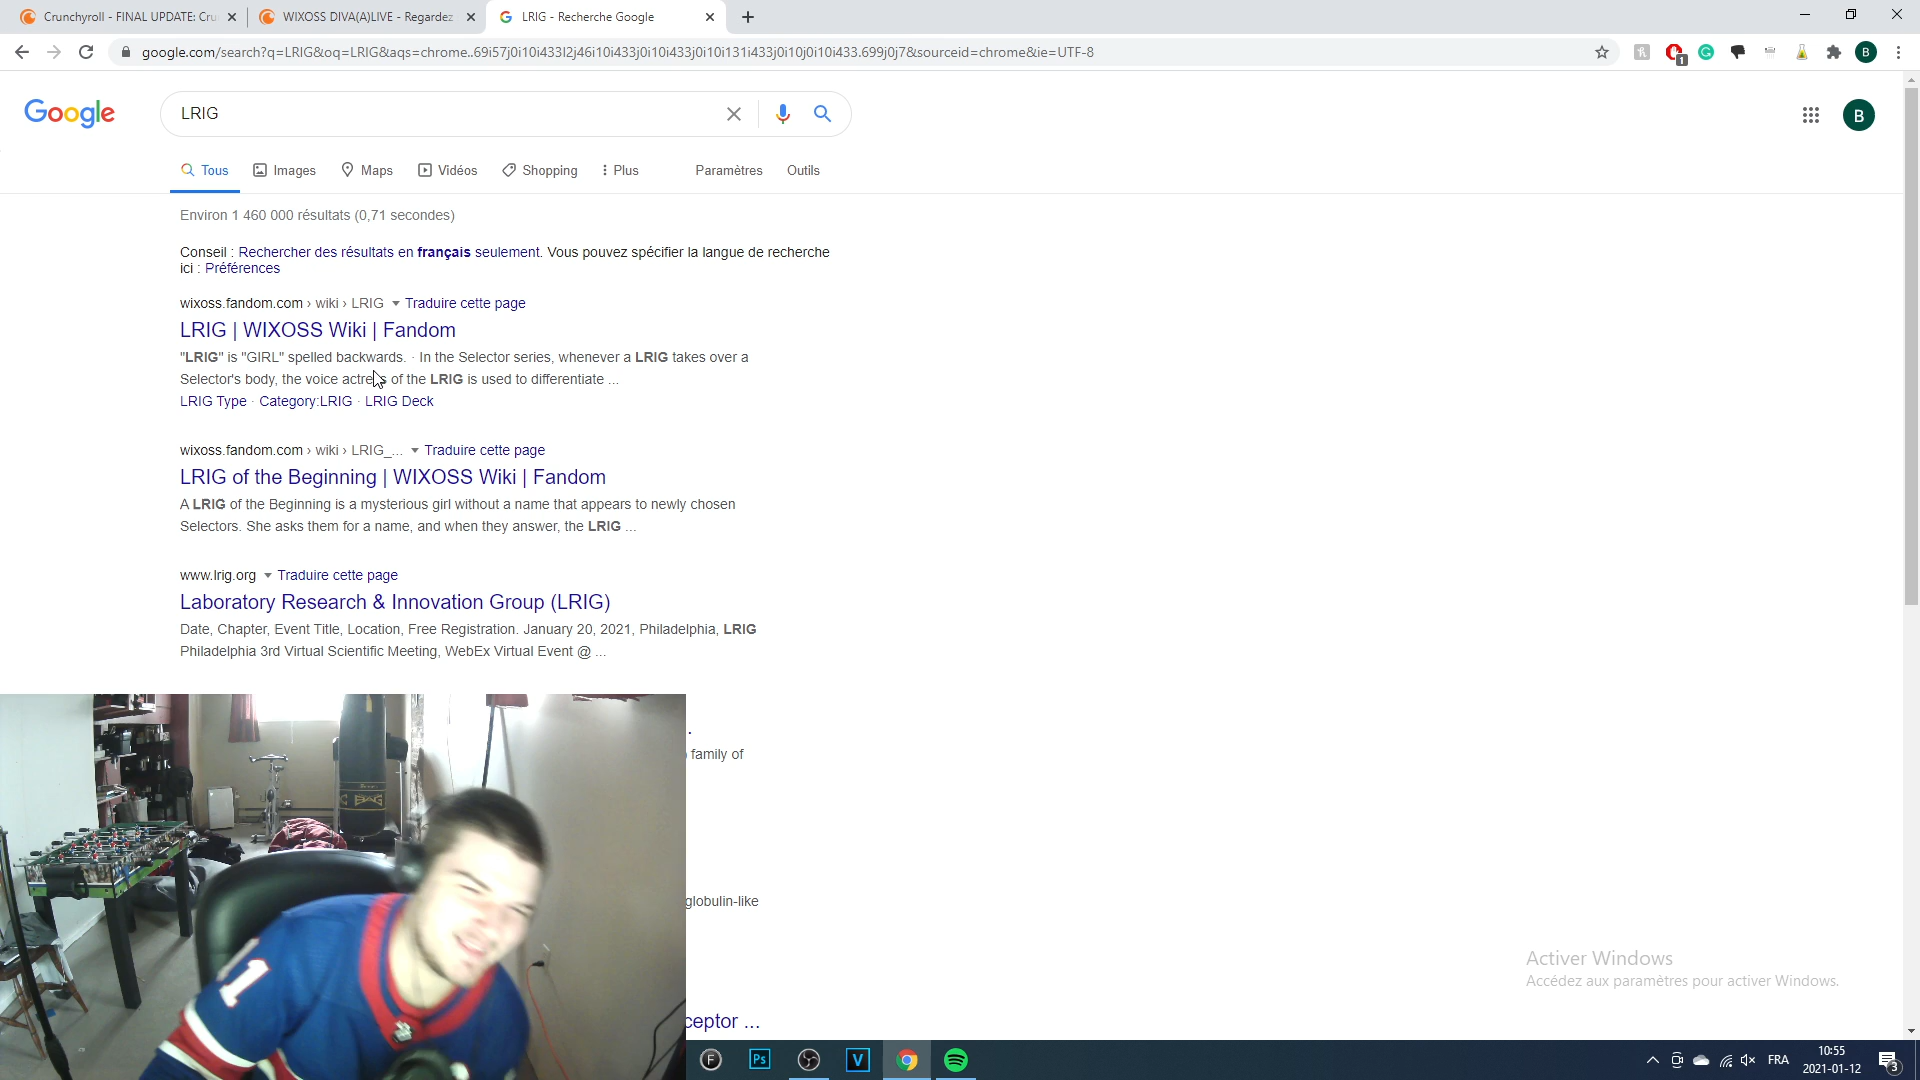 Crunchyroll - FINAL UPDATE: Cru
WIXOSS DIVA(A)LIVE - Regardez
LRIG - Recherche Google
google.com/search?q=LRIG&oq=LRIG&aqs=chrome..69i57j0i10i433l2j46i10i433j0i10i433j0i10i131i433j0i10j0i10i433.699j0j7&sourceid=chrome&ie=UTF-8
1
B
Google
LRIG
B
Tous
Images
Maps
Vidéos
Shopping
Plus
Paramètres
Outils
Environ 1 460 000 résultats (0,71 secondes)
Conseil : Rechercher des résultats en français seulement. Vous pouvez spécifier la langue de recherche
ici : Préférences
wixoss.fandom.com › wiki › LRIG Traduire cette page
LRIG | WIXOSS Wiki | Fandom
"LRIG" is "GIRL" spelled backwards. · In the Selector series, whenever a LRIG takes over a
Selector's body, the voice actress of the LRIG is used to differentiate ...
LRIG Type · Category:LRIG · LRIG Deck
wixoss.fandom.com › wiki › LRIG_... Traduire cette page
LRIG of the Beginning | WIXOSS Wiki | Fandom
A LRIG of the Beginning is a mysterious girl without a name that appears to newly chosen
Selectors. She asks them for a name, and when they answer, the LRIG ...
www.lrig.org Traduire cette page
Laboratory Research & Innovation Group (LRIG)
Date, Chapter, Event Title, Location, Free Registration. January 20, 2021, Philadelphia, LRIG
Philadelphia 3rd Virtual Scientific Meeting, WebEx Virtual Event @ ...
family of
globulin-like
ceptor ...
1
Activer Windows
Accédez aux paramètres pour activer Windows.
F
Ps
V
FRA
10:55
2021-01-12
3